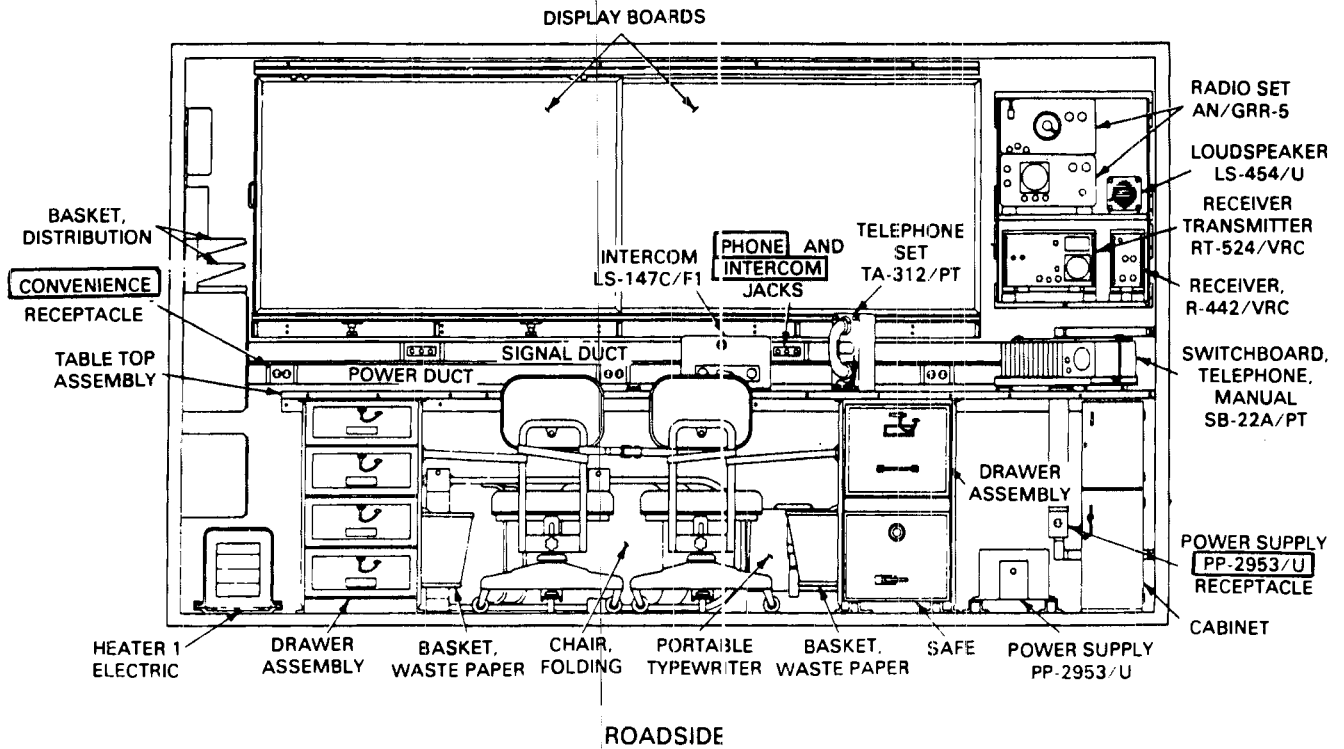 DISPLAY BOARDS
RADIO SET
AN/GRR-5
LOUDSPEAKER
LS-454/U
RECEIVER
TRANSMITTER
RT-524/VRC
RECEIVER,
R-442/VRC
BASKET,
DISTRIBUTION
CONVENIENCE
RECEPTACLE
TABLE TOP
ASSEMBLY
INTERCOM
LS-147C/F1
PHONE AND
INTERCOM
JACKS
TELEPHONE
SET
TA-312/PT
SIGNAL DUCT
POWER DUCT
SWITCHBOARD,
TELEPHONE,
MANUAL
SB-22A/PT
DRAWER
ASSEMBLY
POWER SUPPLY
PP-2953/U
RECEPTACLE
CABINET
HEATER 1
ELECTRIC
DRAWER
ASSEMBLY
BASKET,
WASTE PAPER
CHAIR,
FOLDING
PORTABLE
TYPEWRITER
BASKET,
WASTE PAPER
SAFE
POWER SUPPLY
PP-2953/U
ROADSIDE